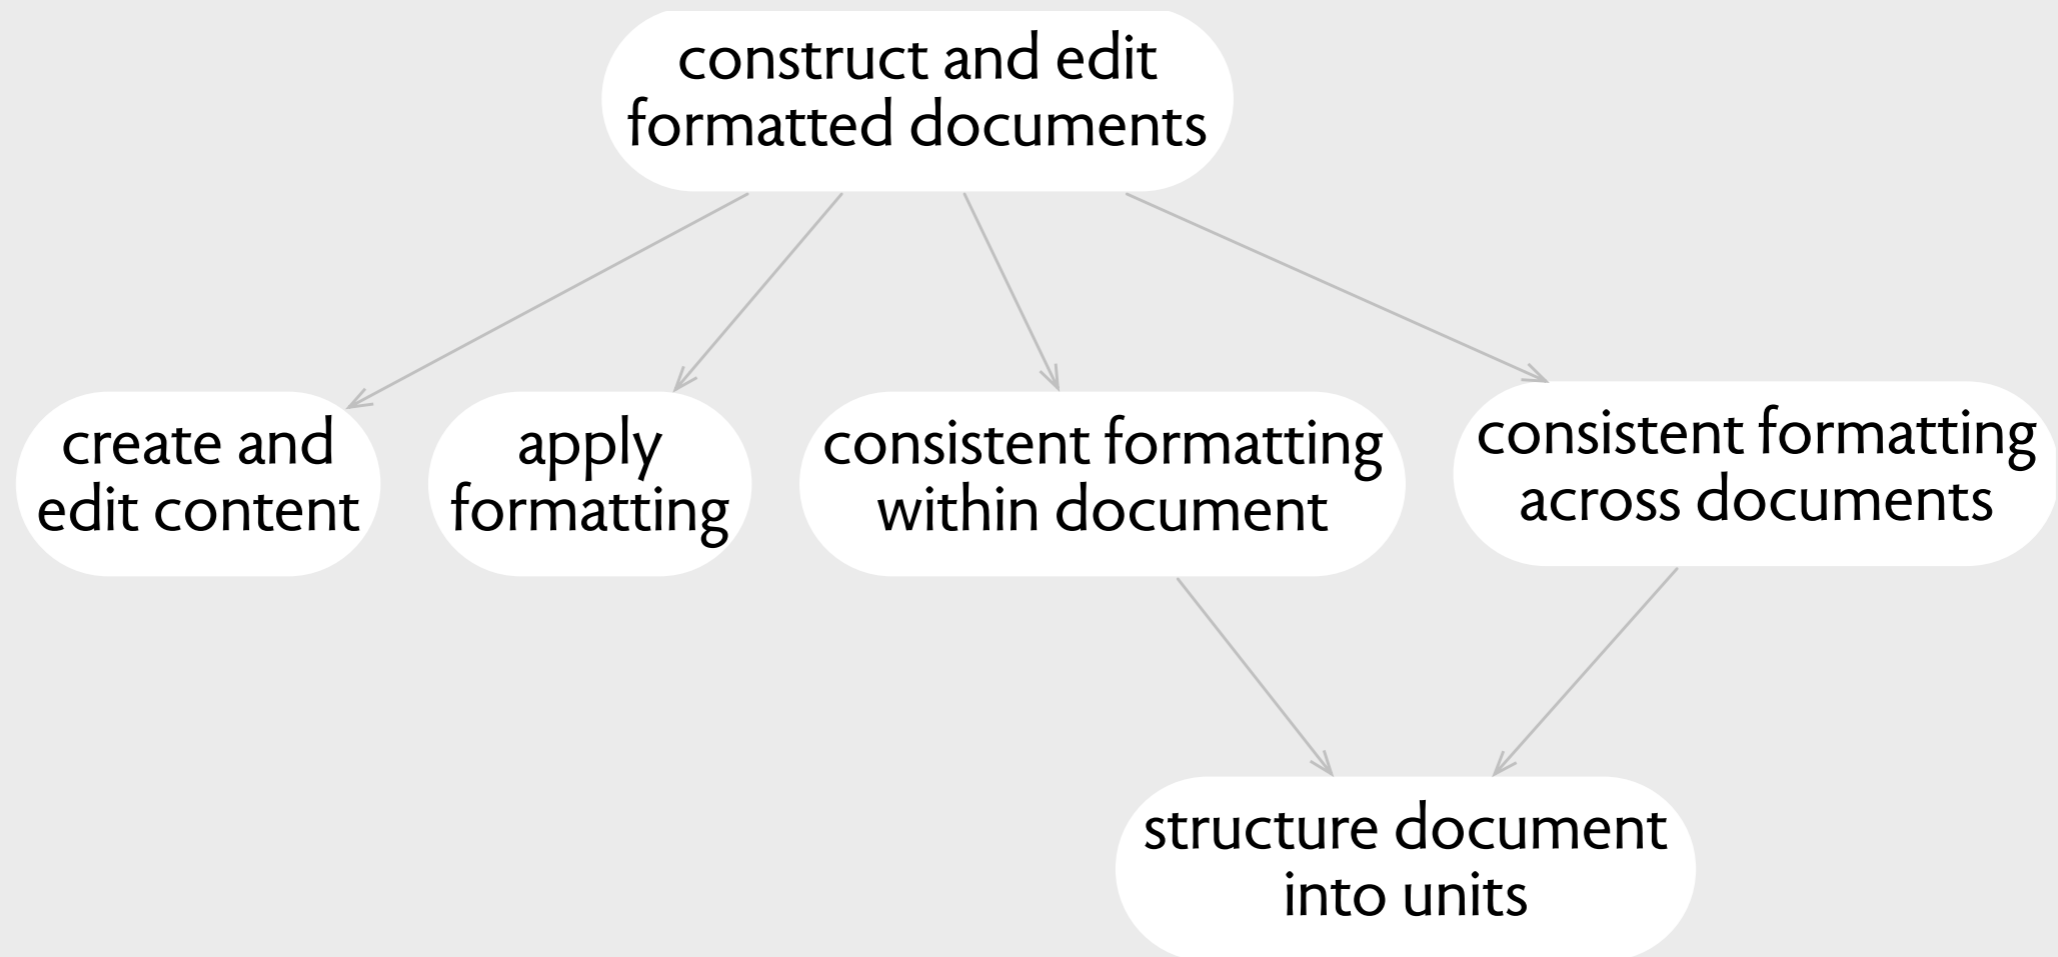 construct and edit
formatted documents
create and
edit content
apply
formatting
consistent formatting
within document
consistent formatting
across documents
structure document
into units